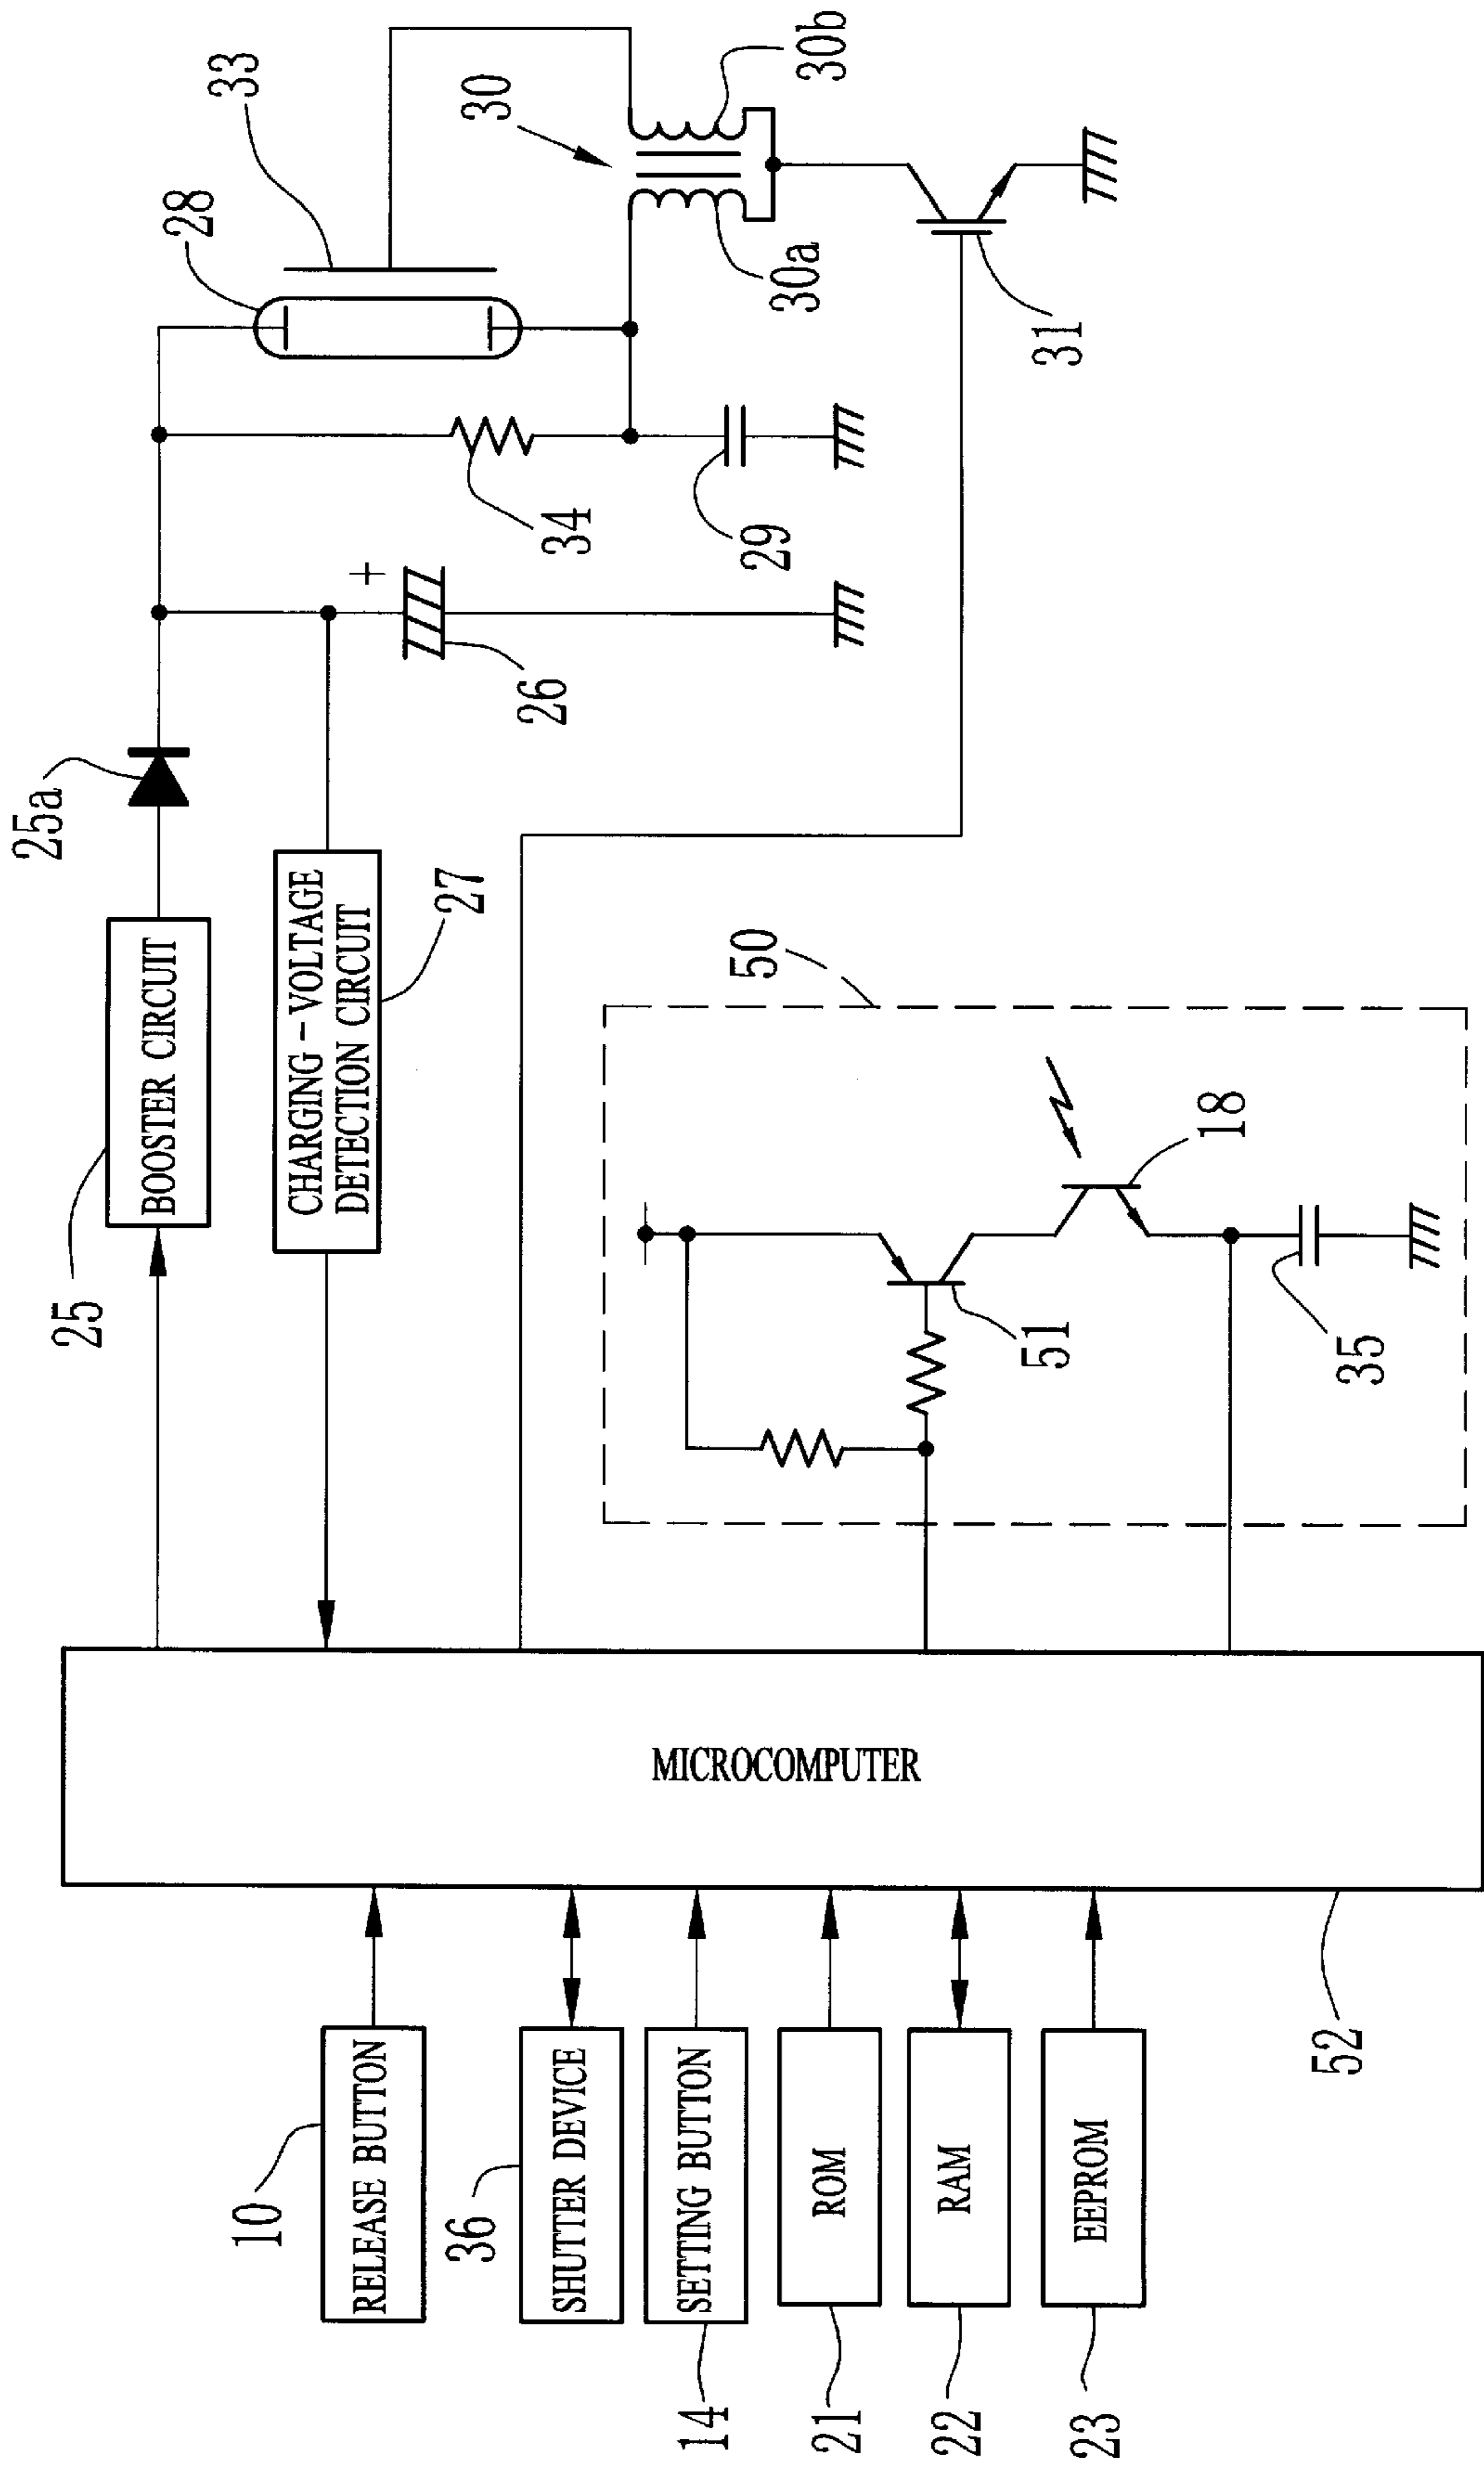 25
BOOSTER CIRCUIT
25a
28
33
CHARGING-VOLTAGE
DETECTION CIRCUIT
27
+
26
34
29
30
30a
30b
31
10
RELEASE BUTTON
36
SHUTTER DEVICE
SETTING BUTTON
14
ROM
21
RAM
22
EEPROM
23
MICROCOMPUTER
52
50
51
18
35